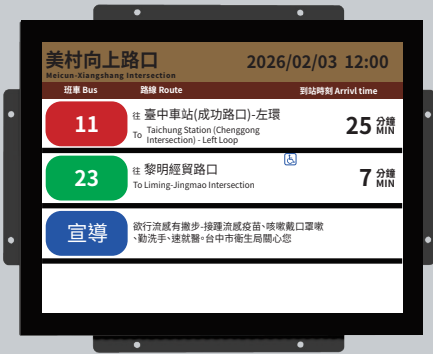 美村向上路口
Meicun-Xiangshang Intersection
2026/02/03 12:00
班車 Bus 路線 Route 到站時刻 Arrivl time
11 往 臺中車站(成功路口)-左環 25 分鐘 MIN
To Taichung Station (Chenggong
Intersection) - Left Loop
23 往 黎明經貿路口 7 分鐘 MIN
To Liming-Jingmao Intersection
宣導 欲行流感有撇步-接踵流感疫苗、咳嗽戴口罩嗽
、勤洗手、速就醫。台中市衛生局關心您